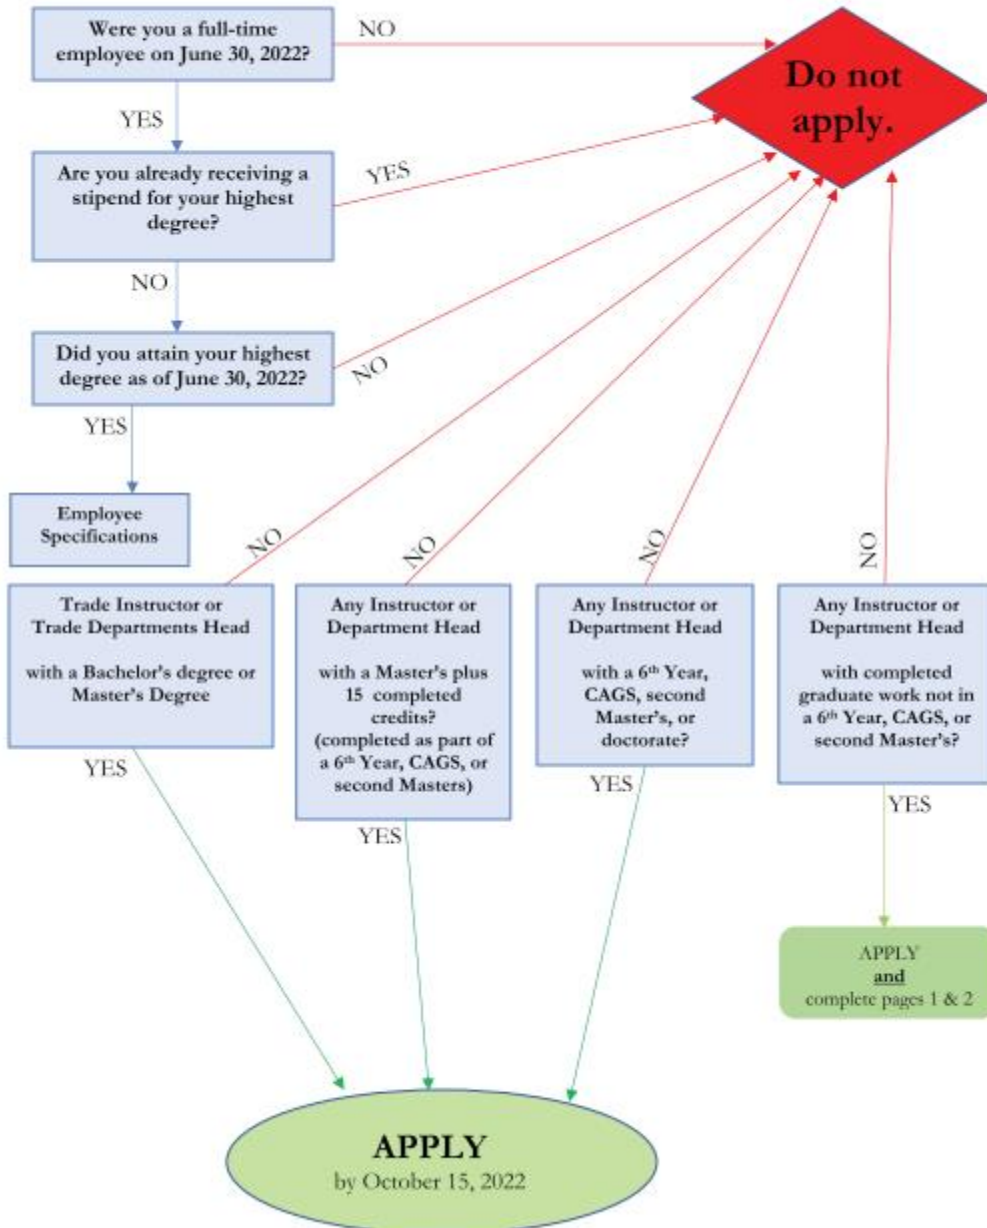 Were you a full-time
employee on June 30, 2022?
NO
Do not
apply.
YES
Are you already receiving a
stipend for your highest
degree?
YES
NO
Did you attain your highest
degree as of June 30, 2022?
NO
YES
Employee
Specifications
NO
NO
NO
NO
Trade Instructor or
Trade Departments Head
with a Bachelor's degree or
Master's Degree
Any Instructor or
Department Head
with a Master's plus
15 completed
credits?
(completed as part of
a 6th Year, CAGS, or
second Masters)
Any Instructor or
Department Head
with a 6th Year,
CAGS, second
Master's, or
doctorate?
Any Instructor or
Department Head
with completed
graduate work not in
a 6th Year, CAGS, or
second Master's?
YES
YES
YES
YES
APPLY
and
complete pages 1 & 2
APPLY
by October 15, 2022